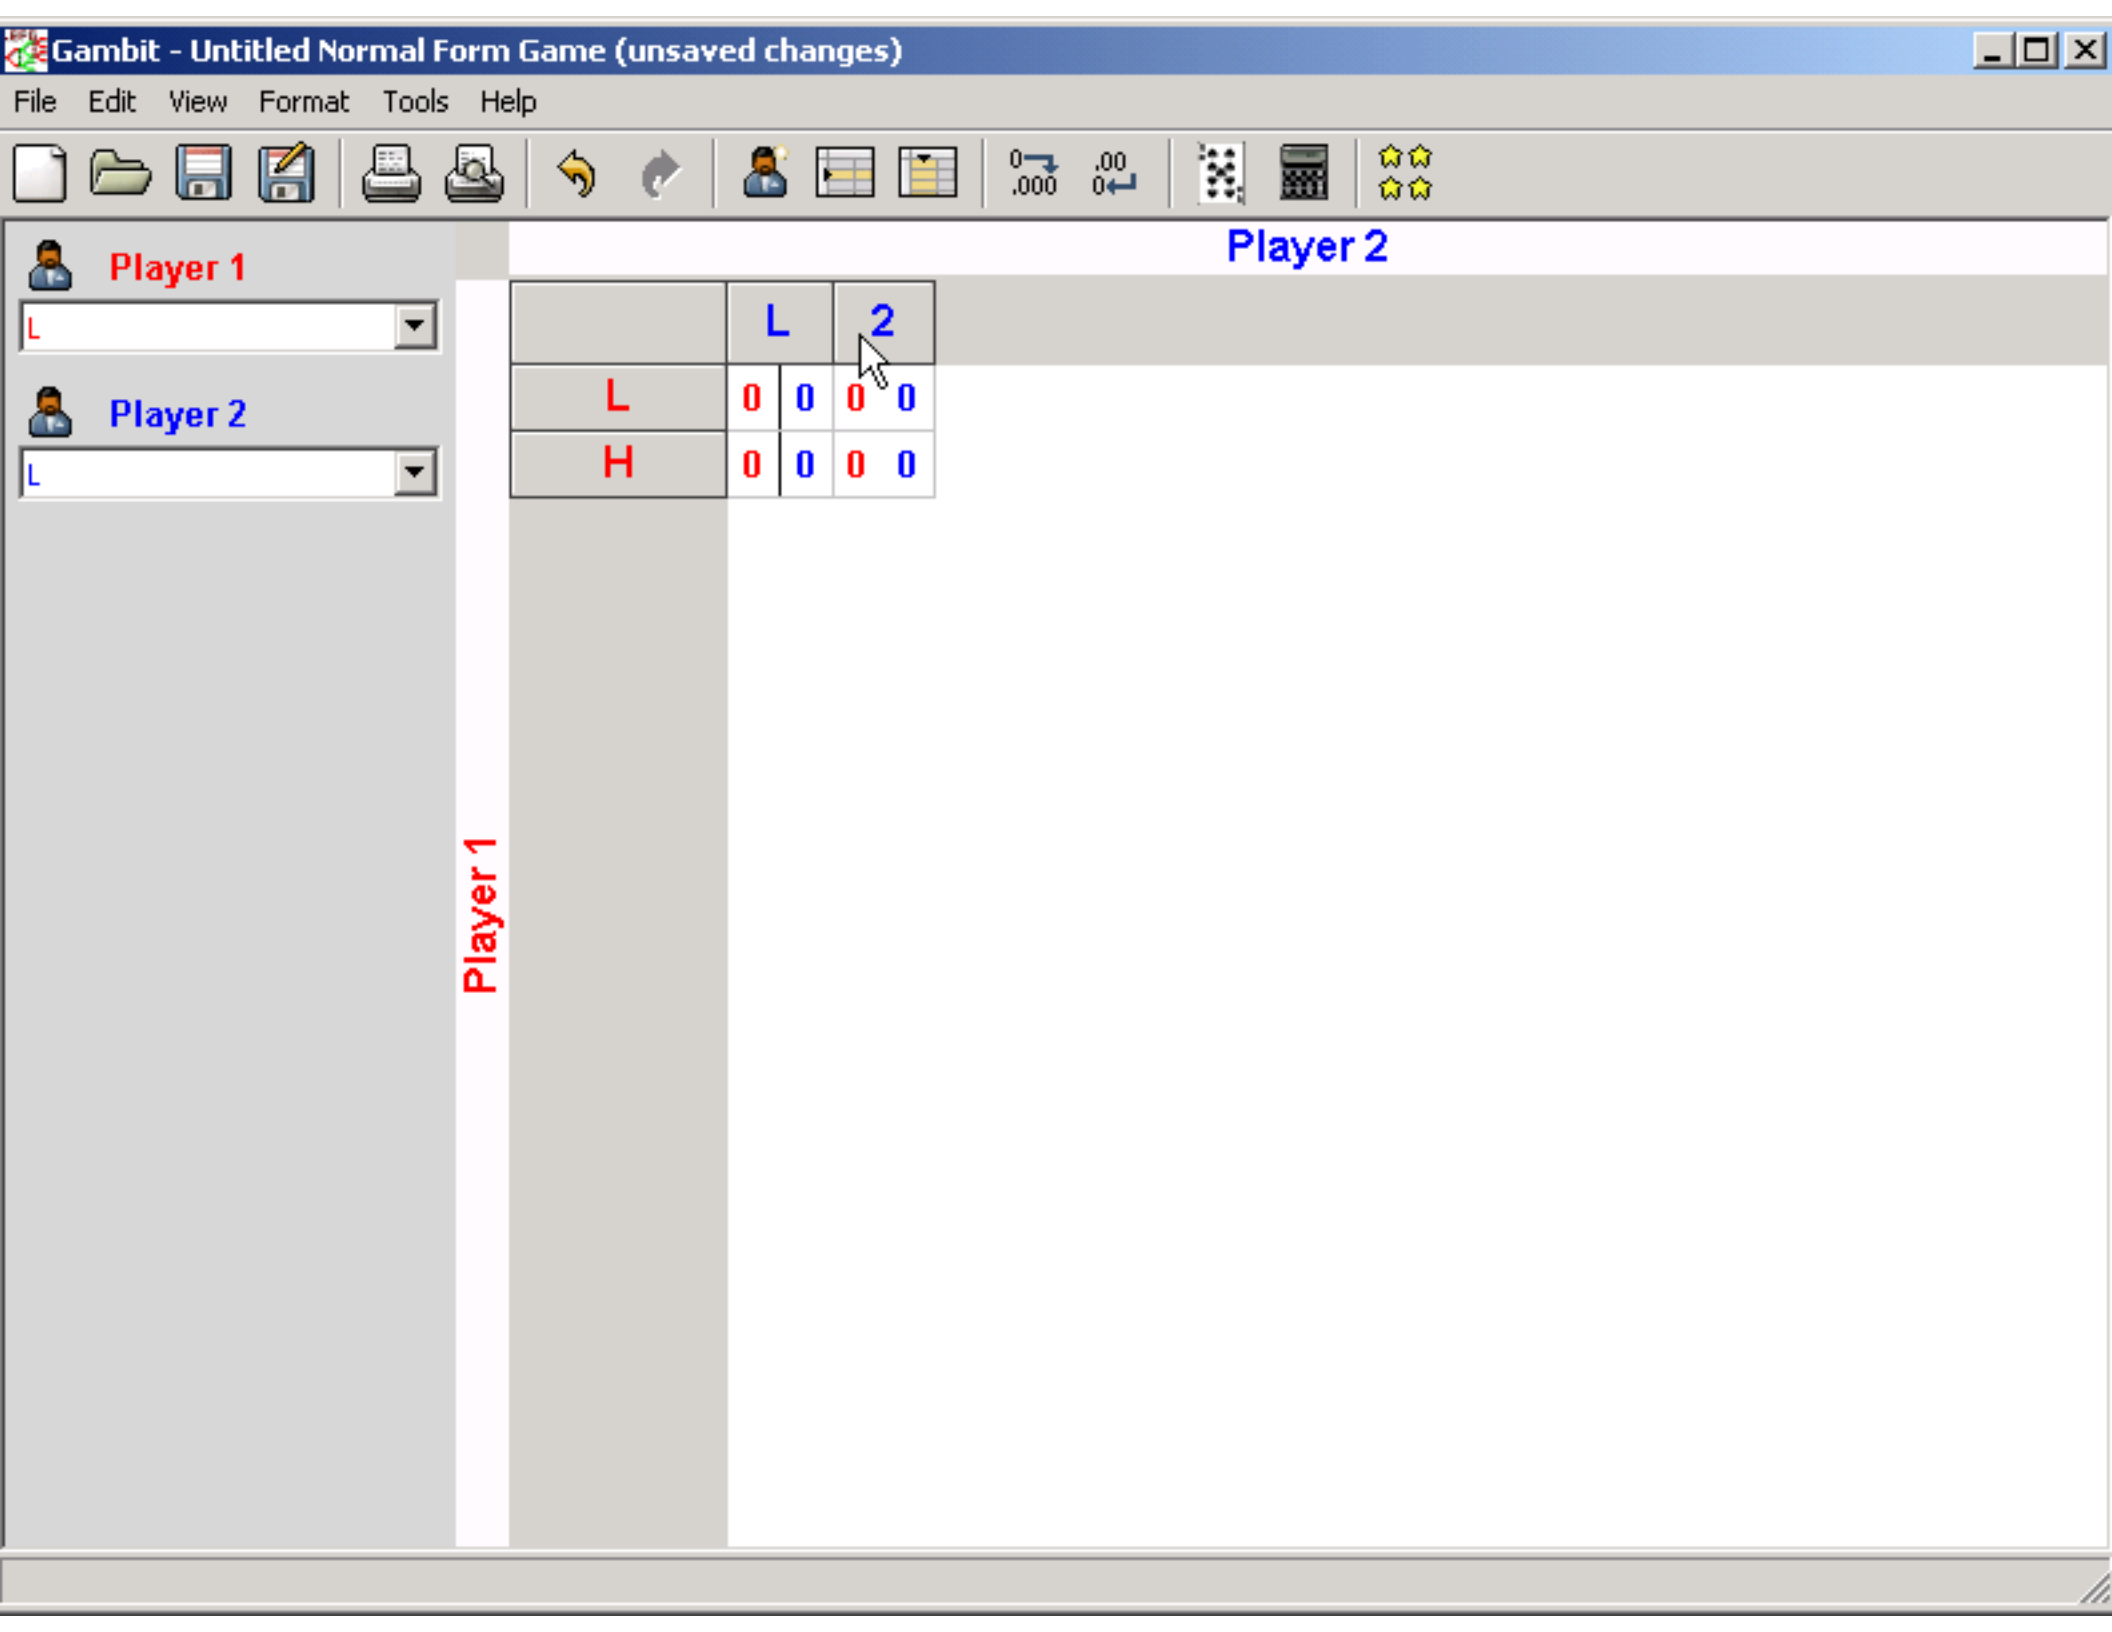 Gambit - Untitled Normal Form Game (unsaved changes)
File Edit View Format Tools Help
0 .000 .00 0
Player 1
L
Player 2
L
Player 2
Player 1
L 2
L 0 0 0 0
H 0 0 0 0